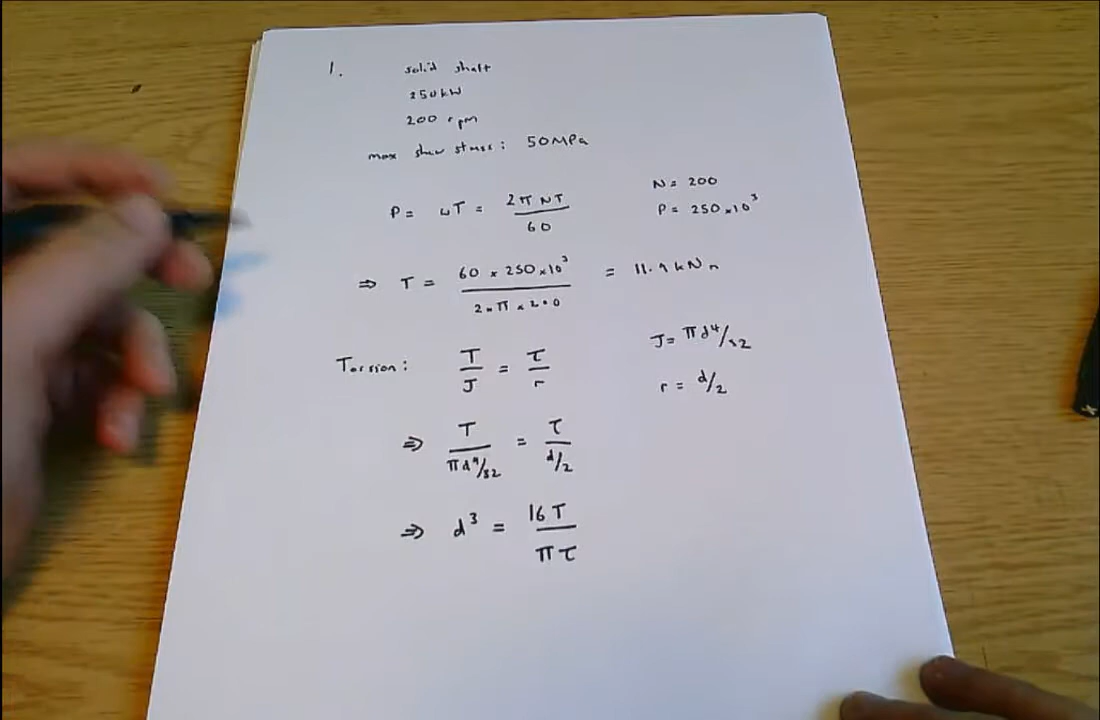 1. solid shaft
250kW
200 rpm
max shear stress: 50MPa
P = ωT = 2πNT/60
N = 200
P = 250×10³
⇒ T = 60 × 250×10³ / 2×π×200 = 11.9 kNm
Torsion: T/J = τ/r
J = πd⁴/32
r = d/2
⇒ T / πd⁴/32 = τ / d/2
⇒ d³ = 16T / πτ